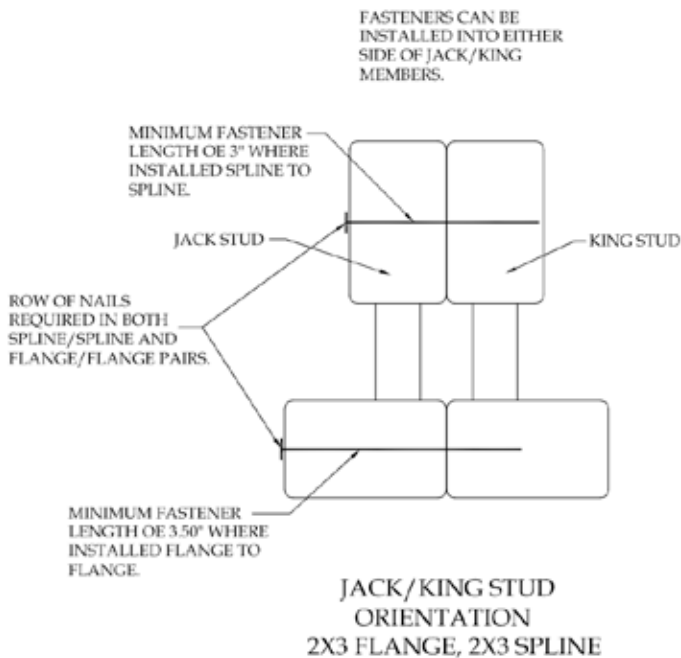 FASTENERS CAN BE
INSTALLED INTO EITHER
SIDE OF JACK/KING
MEMBERS.
MINIMUM FASTENER
LENGTH OE 3" WHERE
INSTALLED SPLINE TO
SPLINE.
JACK STUD
KING STUD
ROW OF NAILS
REQUIRED IN BOTH
SPLINE/SPLINE AND
FLANGE/FLANGE PAIRS.
MINIMUM FASTENER
LENGTH OE 3.50" WHERE
INSTALLED FLANGE TO
FLANGE.
JACK/KING STUD
ORIENTATION
2X3 FLANGE, 2X3 SPLINE